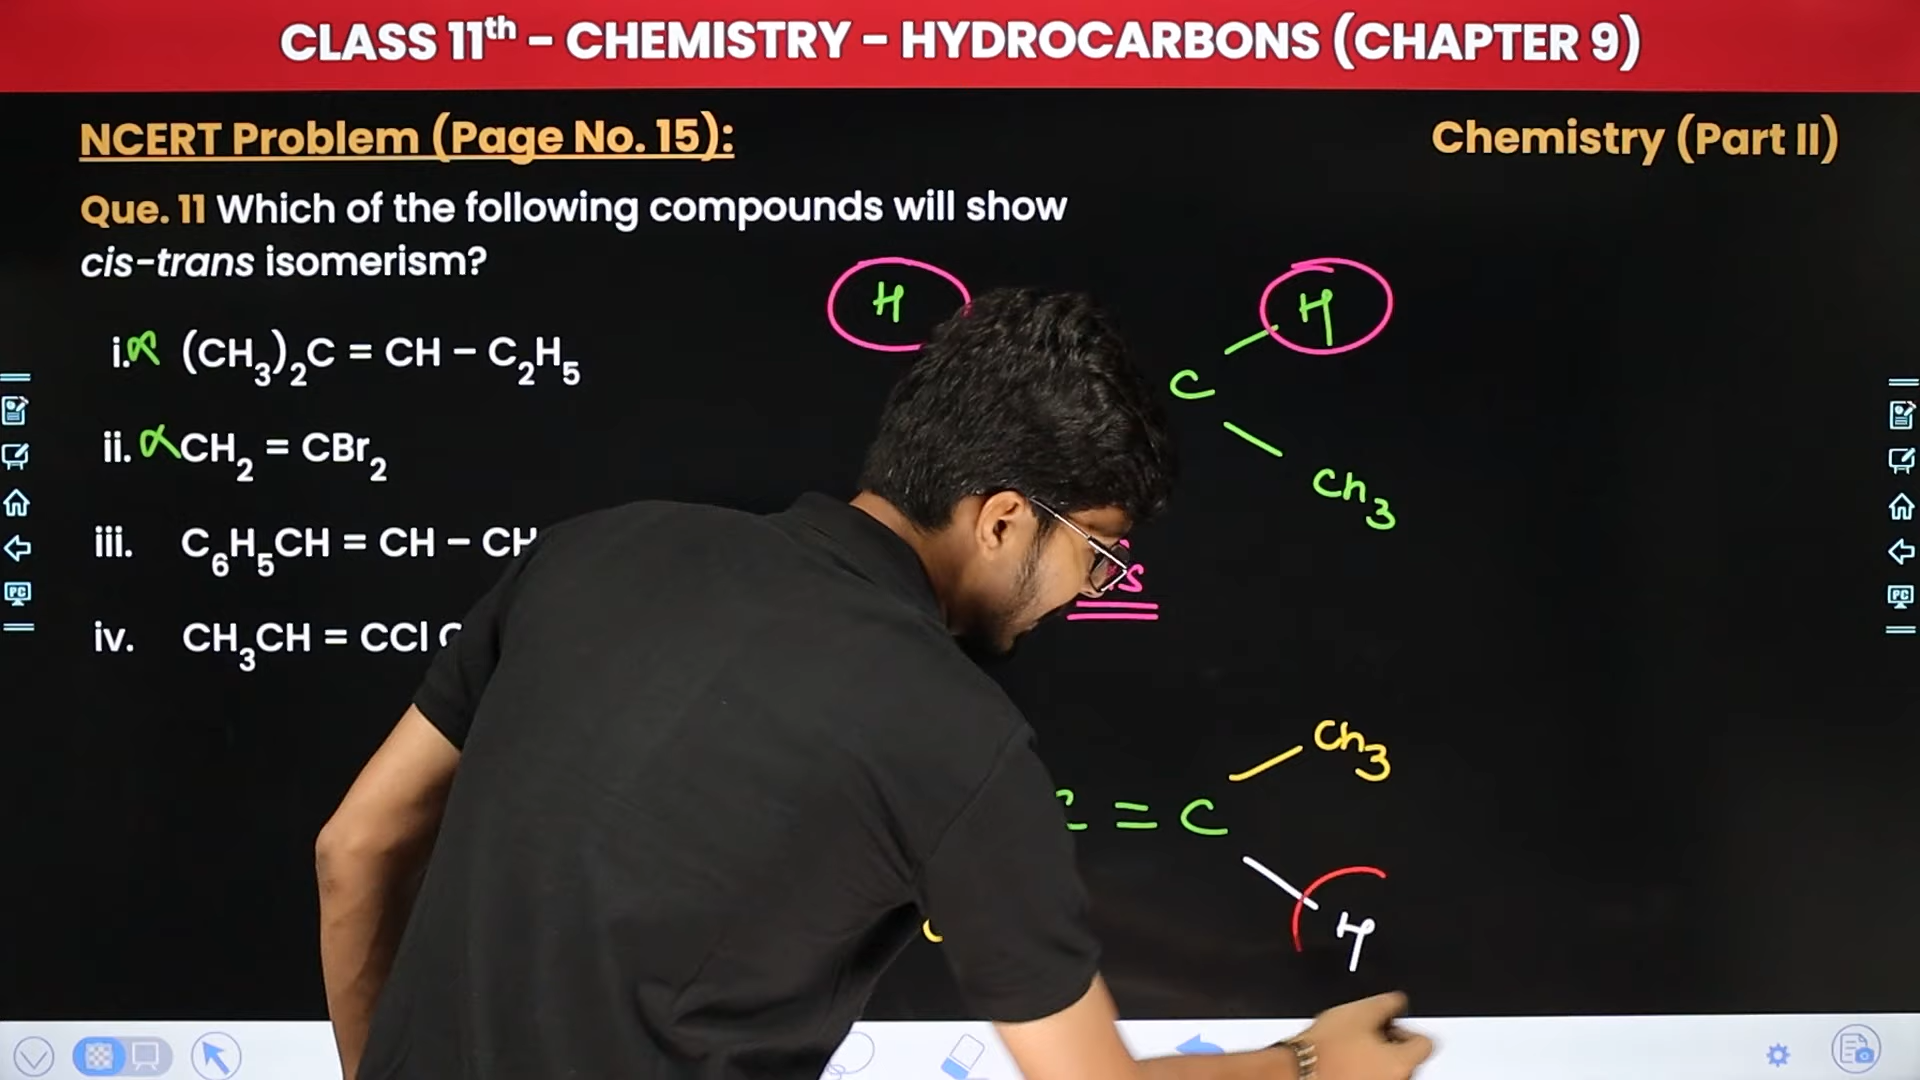 CLASS 11th - CHEMISTRY - HYDROCARBONS (CHAPTER 9)
NCERT Problem (Page No. 15):
Chemistry (Part II)
Que. 11 Which of the following compounds will show
cis-trans isomerism?
H
H
i. (CH3)2C = CH – C2H5
C
ii. CH2 = CBr2
CH3
iii. C6H5CH = CH – CH
iv. CH3CH = CCl
CH3
C = C
H
PC
PC